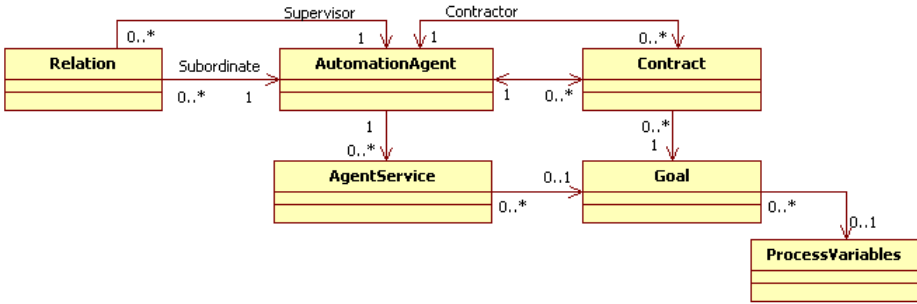 Supervisor
Contractor
0..* 1 1 0..*
Relation
Subordinate
AutomationAgent
Contract
0..* 1
1 0..*
1 0..*
0..* 1
AgentService
0..1
Goal
0..*
0..*
0..1
ProcessVariables